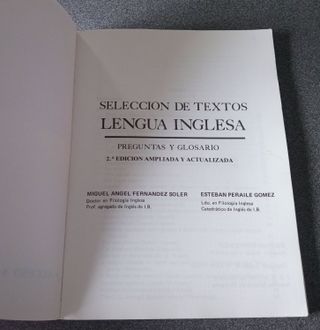 SELECCION DE TEXTOS
LENGUA INGLESA
PREGUNTAS Y GLOSARIO
2.ª EDICION AMPLIADA Y ACTUALIZADA
MIGUEL ANGEL FERNANDEZ SOLER
Doctor en Filología Inglesa
Prof. agregado de Inglés de I.B.
ESTEBAN PERAILE GOMEZ
Ldo. en Filología Inglesa
Catedrático de Inglés de I.B.